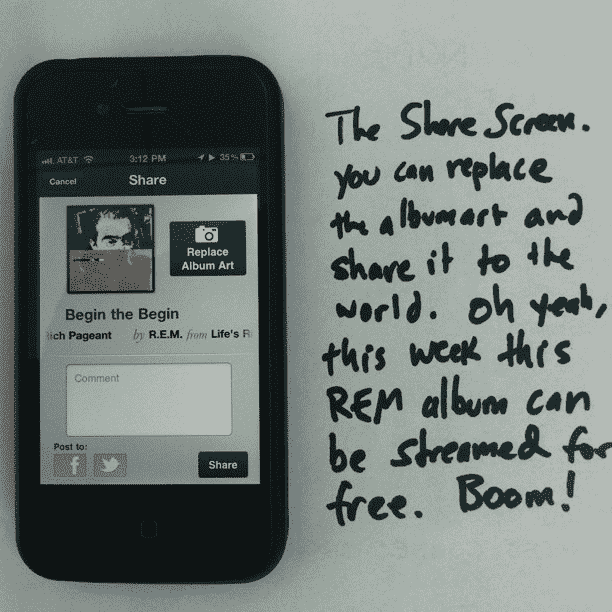 AT&T 3:12 PM 35%
Cancel Share
Replace
Album Art
Begin the Begin
ich Pageant by R.E.M. from Life's R
Comment
Post to:
f
Share
The Share Screen.
you can replace
the album art and
share it to the
world. Oh yeah,
this week this
REM album can
be streamed for
free. Boom!